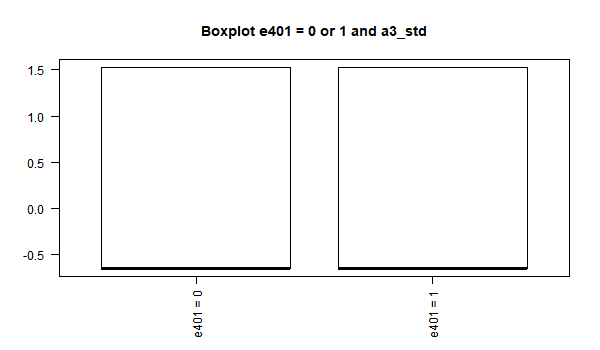 Boxplot e401 = 0 or 1 and a3_std
1.5
1.0
0.5
0.0
-0.5
e401 = 0
e401 = 1